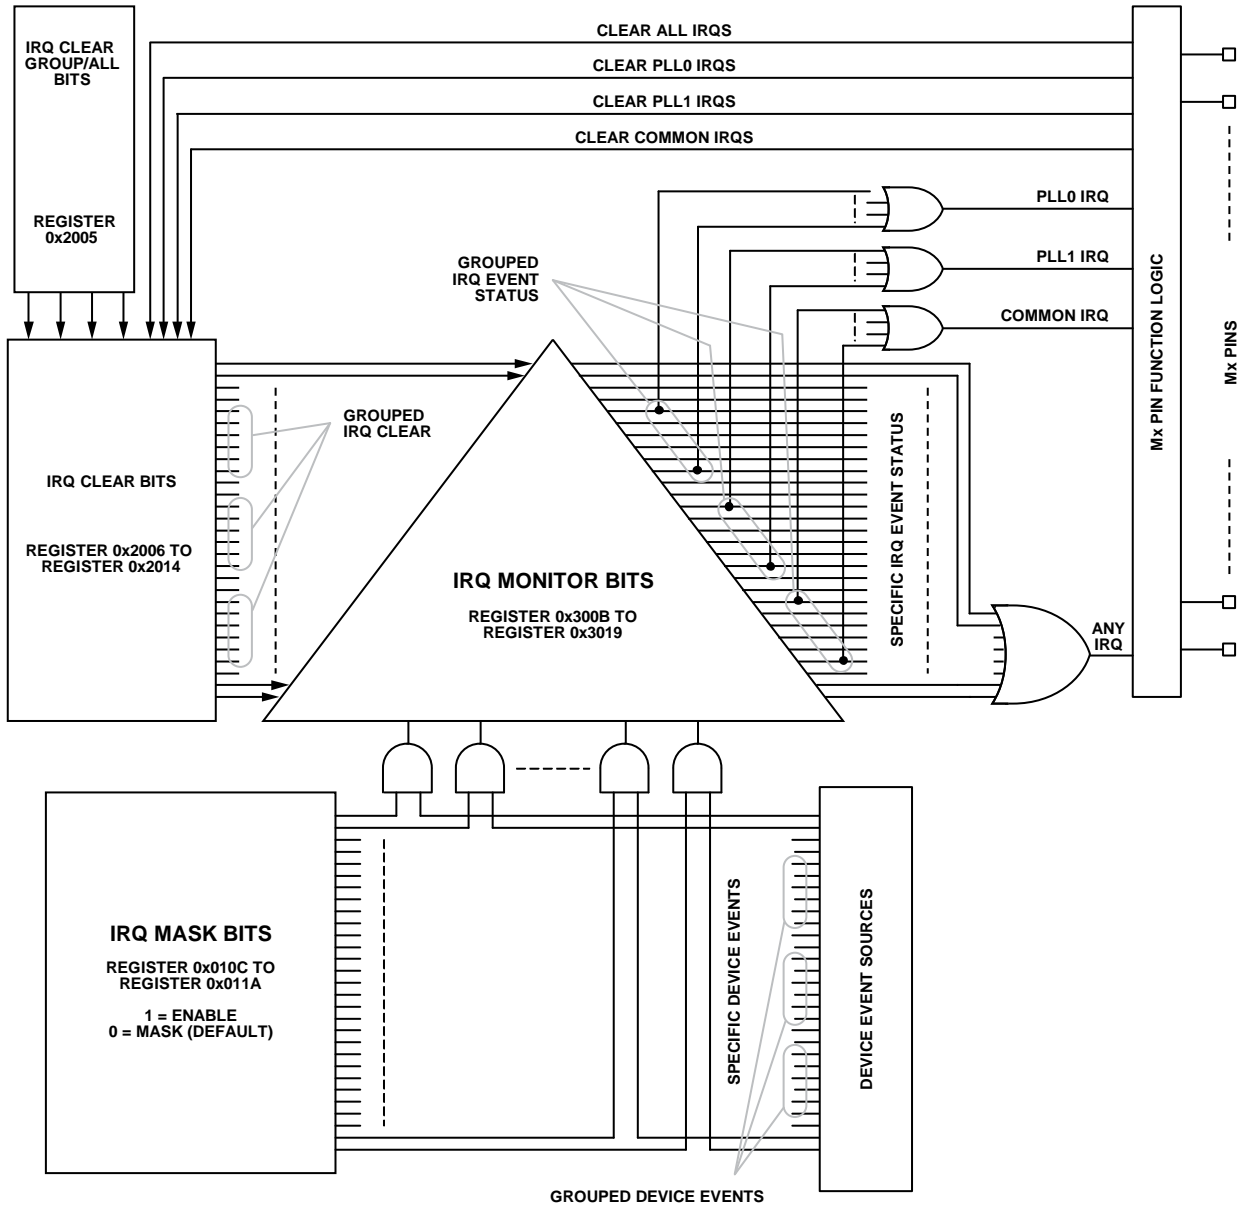 IRQ CLEAR
GROUP/ALL
BITS
REGISTER
0x2005
CLEAR ALL IRQS
CLEAR PLL0 IRQS
CLEAR PLL1 IRQS
CLEAR COMMON IRQS
PLL0 IRQ
PLL1 IRQ
COMMON IRQ
GROUPED
IRQ EVENT
STATUS
Mx PIN FUNCTION LOGIC
Mx PINS
GROUPED
IRQ CLEAR
IRQ CLEAR BITS
REGISTER 0x2006 TO
REGISTER 0x2014
IRQ MONITOR BITS
REGISTER 0x300B TO
REGISTER 0x3019
SPECIFIC IRQ EVENT STATUS
ANY
IRQ
IRQ MASK BITS
REGISTER 0x010C TO
REGISTER 0x011A
1 = ENABLE
0 = MASK (DEFAULT)
SPECIFIC DEVICE EVENTS
DEVICE EVENT SOURCES
GROUPED DEVICE EVENTS